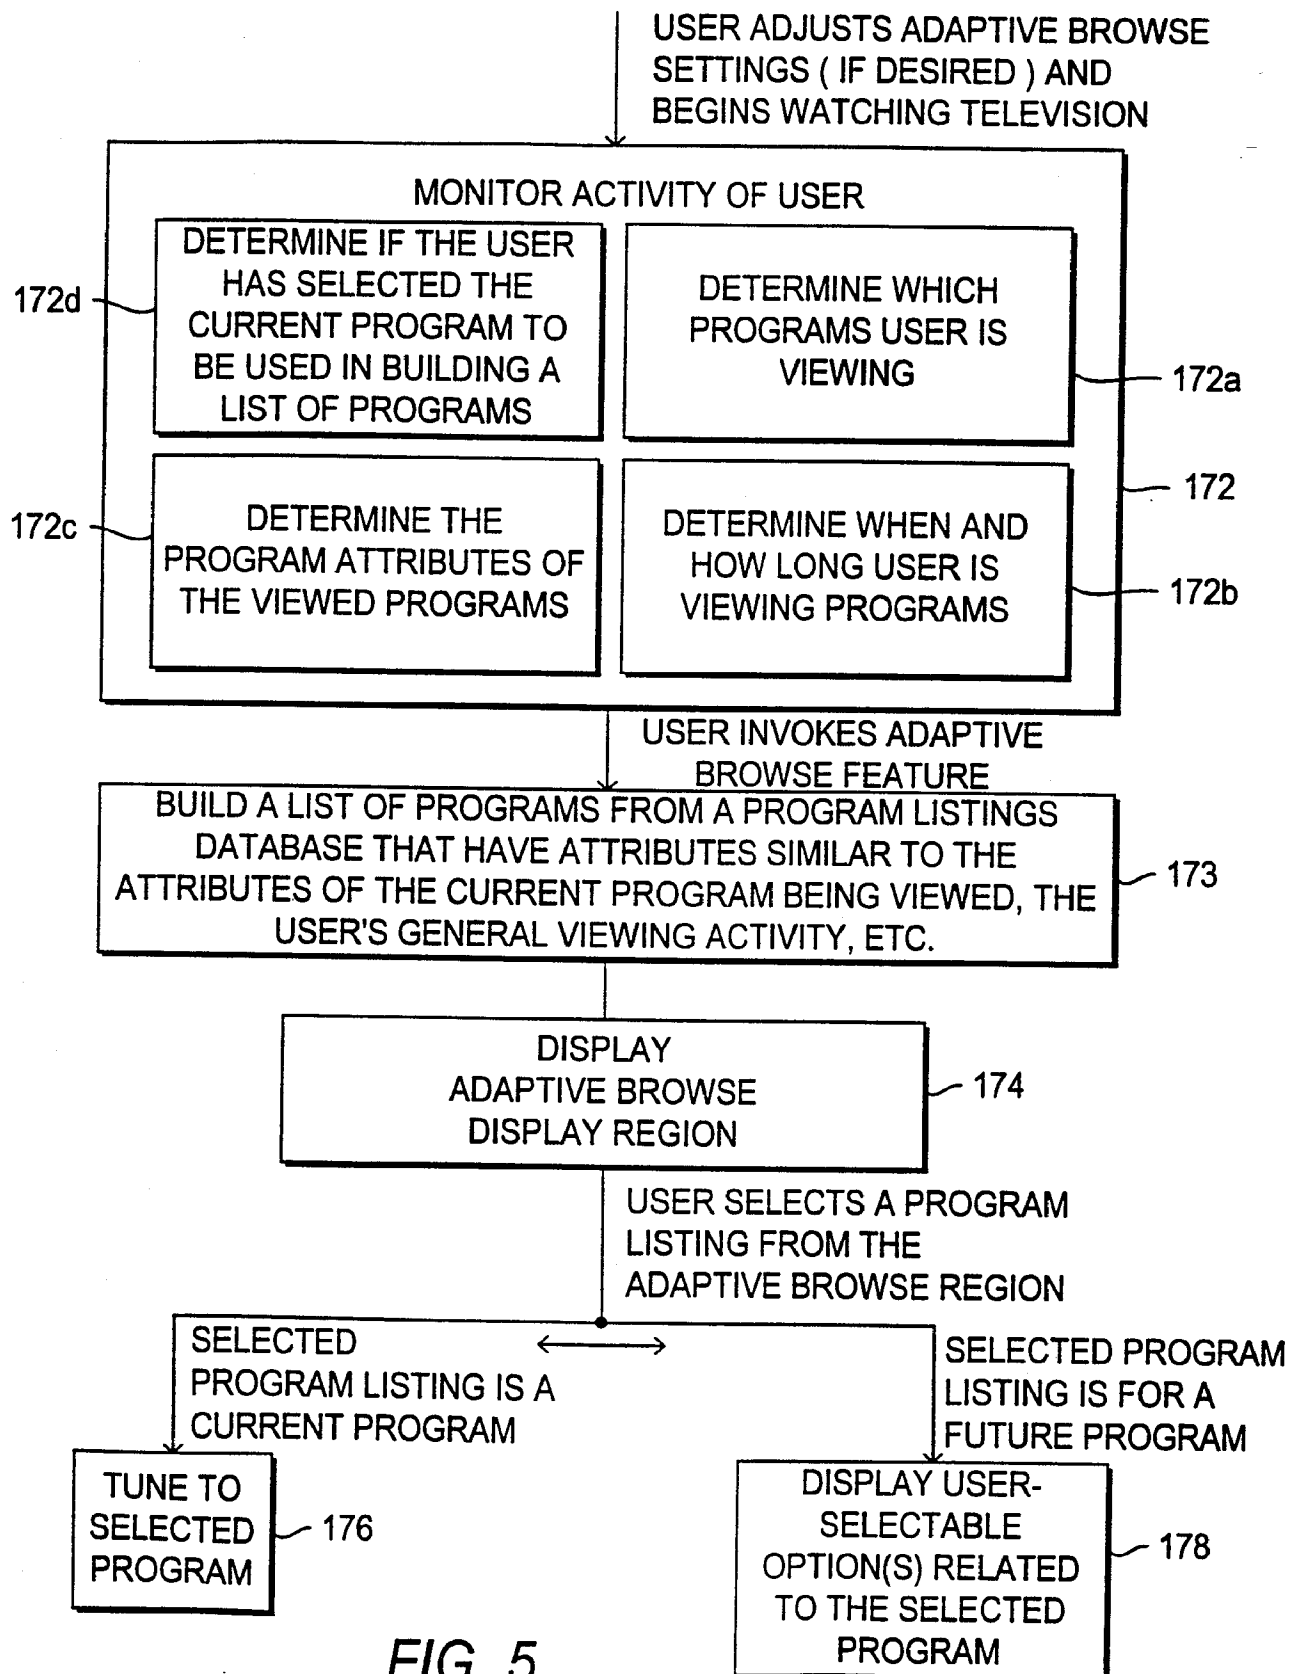 USER ADJUSTS ADAPTIVE BROWSE
SETTINGS ( IF DESIRED ) AND
BEGINS WATCHING TELEVISION
MONITOR ACTIVITY OF USER
DETERMINE IF THE USER
HAS SELECTED THE
CURRENT PROGRAM TO
BE USED IN BUILDING A
LIST OF PROGRAMS
172d
DETERMINE WHICH
PROGRAMS USER IS
VIEWING
172a
172
DETERMINE THE
PROGRAM ATTRIBUTES OF
THE VIEWED PROGRAMS
172c
DETERMINE WHEN AND
HOW LONG USER IS
VIEWING PROGRAMS
172b
USER INVOKES ADAPTIVE
BROWSE FEATURE
BUILD A LIST OF PROGRAMS FROM A PROGRAM LISTINGS
DATABASE THAT HAVE ATTRIBUTES SIMILAR TO THE
ATTRIBUTES OF THE CURRENT PROGRAM BEING VIEWED, THE
USER'S GENERAL VIEWING ACTIVITY, ETC.
173
DISPLAY
ADAPTIVE BROWSE
DISPLAY REGION
174
USER SELECTS A PROGRAM
LISTING FROM THE
ADAPTIVE BROWSE REGION
SELECTED
PROGRAM LISTING IS A
CURRENT PROGRAM
SELECTED PROGRAM
LISTING IS FOR A
FUTURE PROGRAM
TUNE TO
SELECTED
PROGRAM
176
DISPLAY USER-
SELECTABLE
OPTION(S) RELATED
TO THE SELECTED
PROGRAM
178
FIG. 5